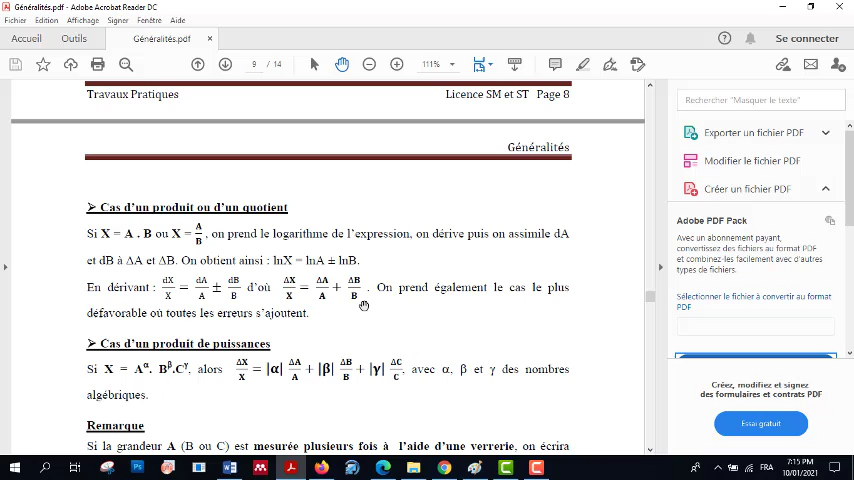 Généralités.pdf - Adobe Acrobat Reader DC
Fichier Edition Affichage Signer Fenêtre Aide
Accueil Outils Généralités.pdf × Se connecter
9 / 14 111%
Travaux Pratiques Licence SM et ST Page 8
Généralités
➢ Cas d'un produit ou d'un quotient
Si X = A . B ou X = A/B , on prend le logarithme de l'expression, on dérive puis on assimile dA
et dB à ΔA et ΔB. On obtient ainsi : lnX = lnA ± lnB.
En dérivant : dX/X = dA/A ± dB/B d'où ΔX/X = ΔA/A + ΔB/B . On prend également le cas le plus
défavorable où toutes les erreurs s'ajoutent.
➢ Cas d'un produit de puissances
Si X = A^α. B^β.C^γ, alors ΔX/X = |α| ΔA/A + |β| ΔB/B + |γ| ΔC/C, avec α, β et γ des nombres
algébriques.
Remarque
Si la grandeur A (B ou C) est mesurée plusieurs fois à l'aide d'une verrerie, on écrira
Rechercher "Masquer le texte"
Exporter un fichier PDF
Modifier le PDF
Créer un fichier PDF
Adobe PDF Pack
Avec un abonnement payant,
convertissez des fichiers au format PDF
et combinez-les facilement avec d'autres
types de fichier.
Sélectionner le fichier à convertir au format
PDF
Créez, modifiez et signez
des formulaires et contrats PDF
Essai gratuit
FRA
7:15 PM
10/01/2021